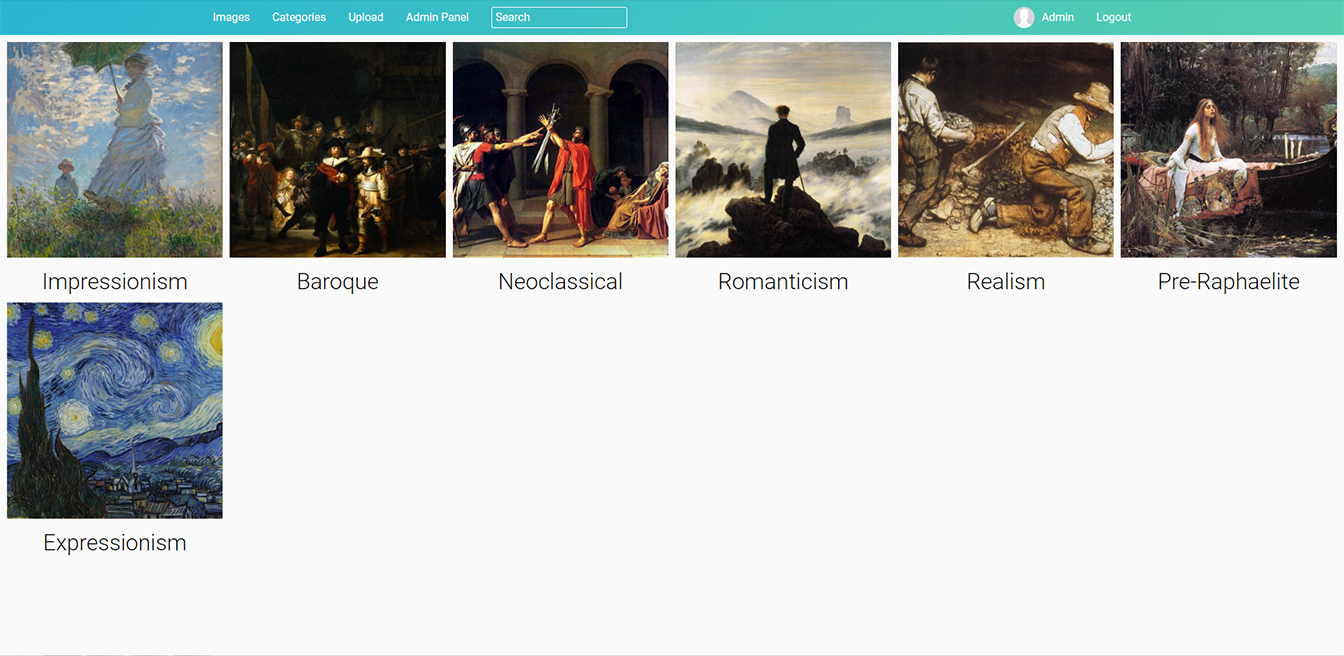 Images Categories Upload Admin Panel Search Admin Logout
Impressionism Baroque Neoclassical Romanticism Realism Pre-Raphaelite
Expressionism